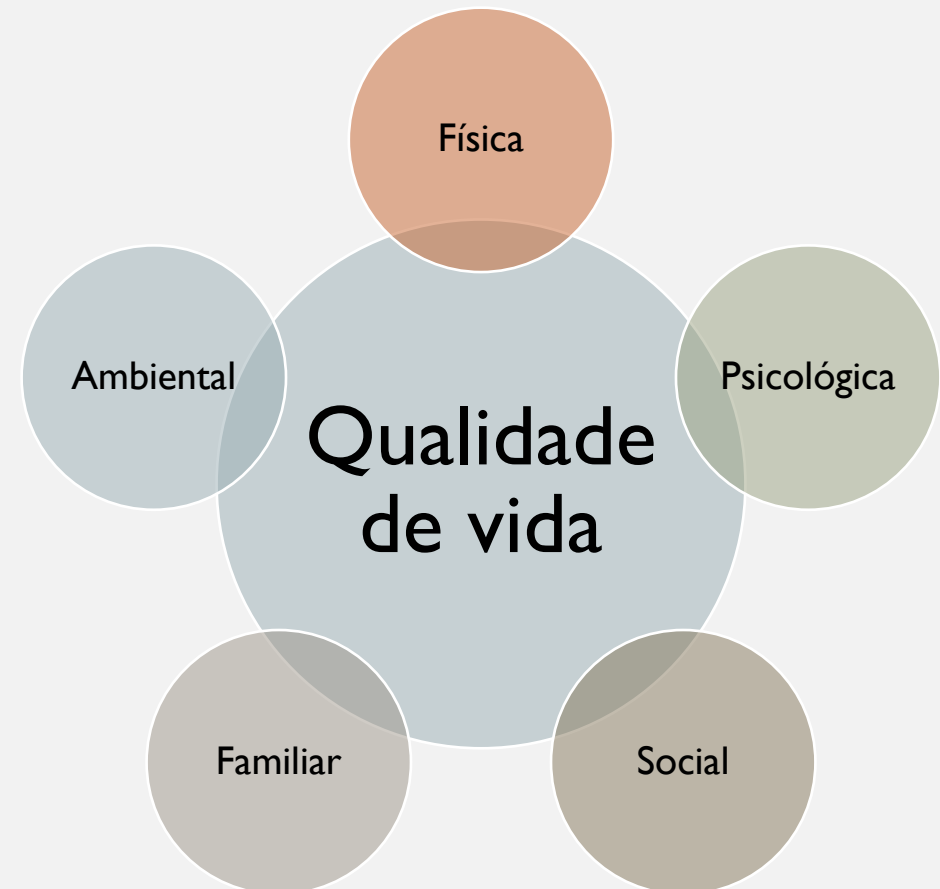 Física
Ambiental
Psicológica
Qualidade
de vida
Familiar
Social